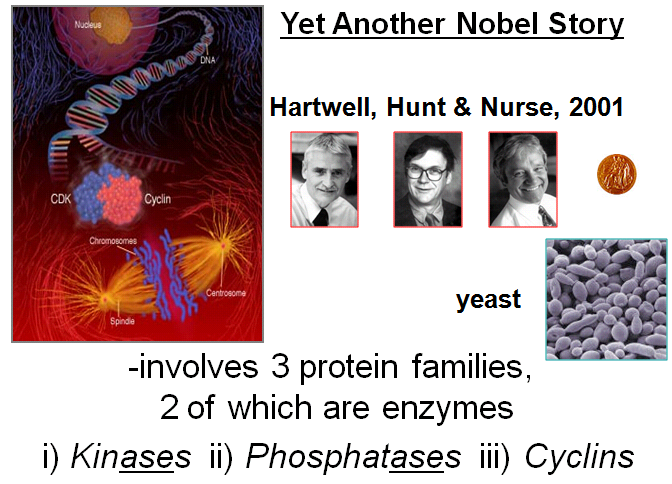 Yet Another Nobel Story
Nucleus
DNA
Hartwell, Hunt & Nurse, 2001
CDK
Cyclin
Chromosomes
Centrosome
Spindle
yeast
-involves 3 protein families,
2 of which are enzymes
i) Kinases ii) Phosphatases iii) Cyclins